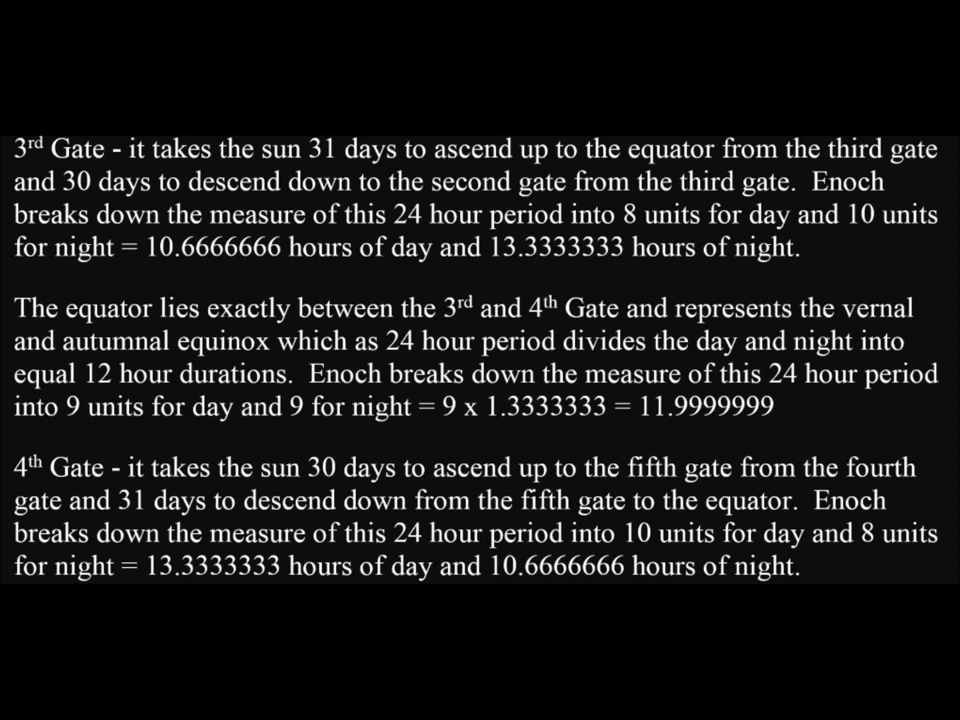 3rd Gate - it takes the sun 31 days to ascend up to the equator from the third gate
and 30 days to descend down to the second gate from the third gate.  Enoch
breaks down the measure of this 24 hour period into 8 units for day and 10 units
for night = 10.6666666 hours of day and 13.3333333 hours of night.
The equator lies exactly between the 3rd and 4th Gate and represents the vernal
and autumnal equinox which as 24 hour period divides the day and night into
equal 12 hour durations.  Enoch breaks down the measure of this 24 hour period
into 9 units for day and 9 for night = 9 x 1.3333333 = 11.9999999
4th Gate - it takes the sun 30 days to ascend up to the fifth gate from the fourth
gate and 31 days to descend down from the fifth gate to the equator.  Enoch
breaks down the measure of this 24 hour period into 10 units for day and 8 units
for night = 13.3333333 hours of day and 10.6666666 hours of night.